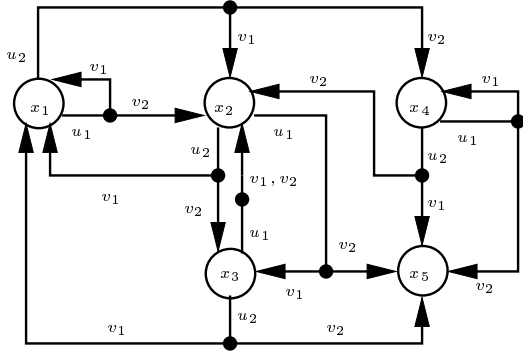 v₁ v₂
u₂ v₁ v₂ v₁
x₁ v₂ x₂ x₄
u₁ u₁ u₁
u₂ u₂
v₁ , v₂
v₁ v₂ v₁
u₁ v₂
x₃ x₅
v₁ v₂
u₂
v₁ v₂